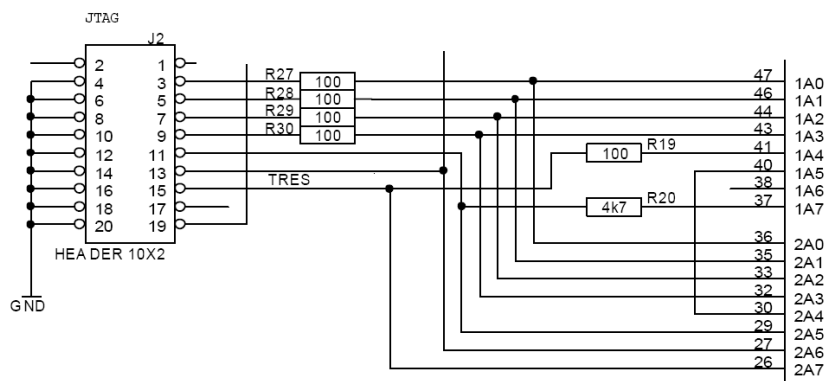 JTAG
J2
2 1
4 3 R27 100 47 1A0
6 5 R28 100 46 1A1
8 7 R29 100 44 1A2
10 9 R30 100 43 1A3
12 11 100 R19 41 1A4
14 13 40 1A5
16 15 TRES 38 1A6
18 17 4k7 R20 37 1A7
20 19
HEADER 10X2
36 2A0
35 2A1
33 2A2
32 2A3
GND
30 2A4
29 2A5
27 2A6
26 2A7